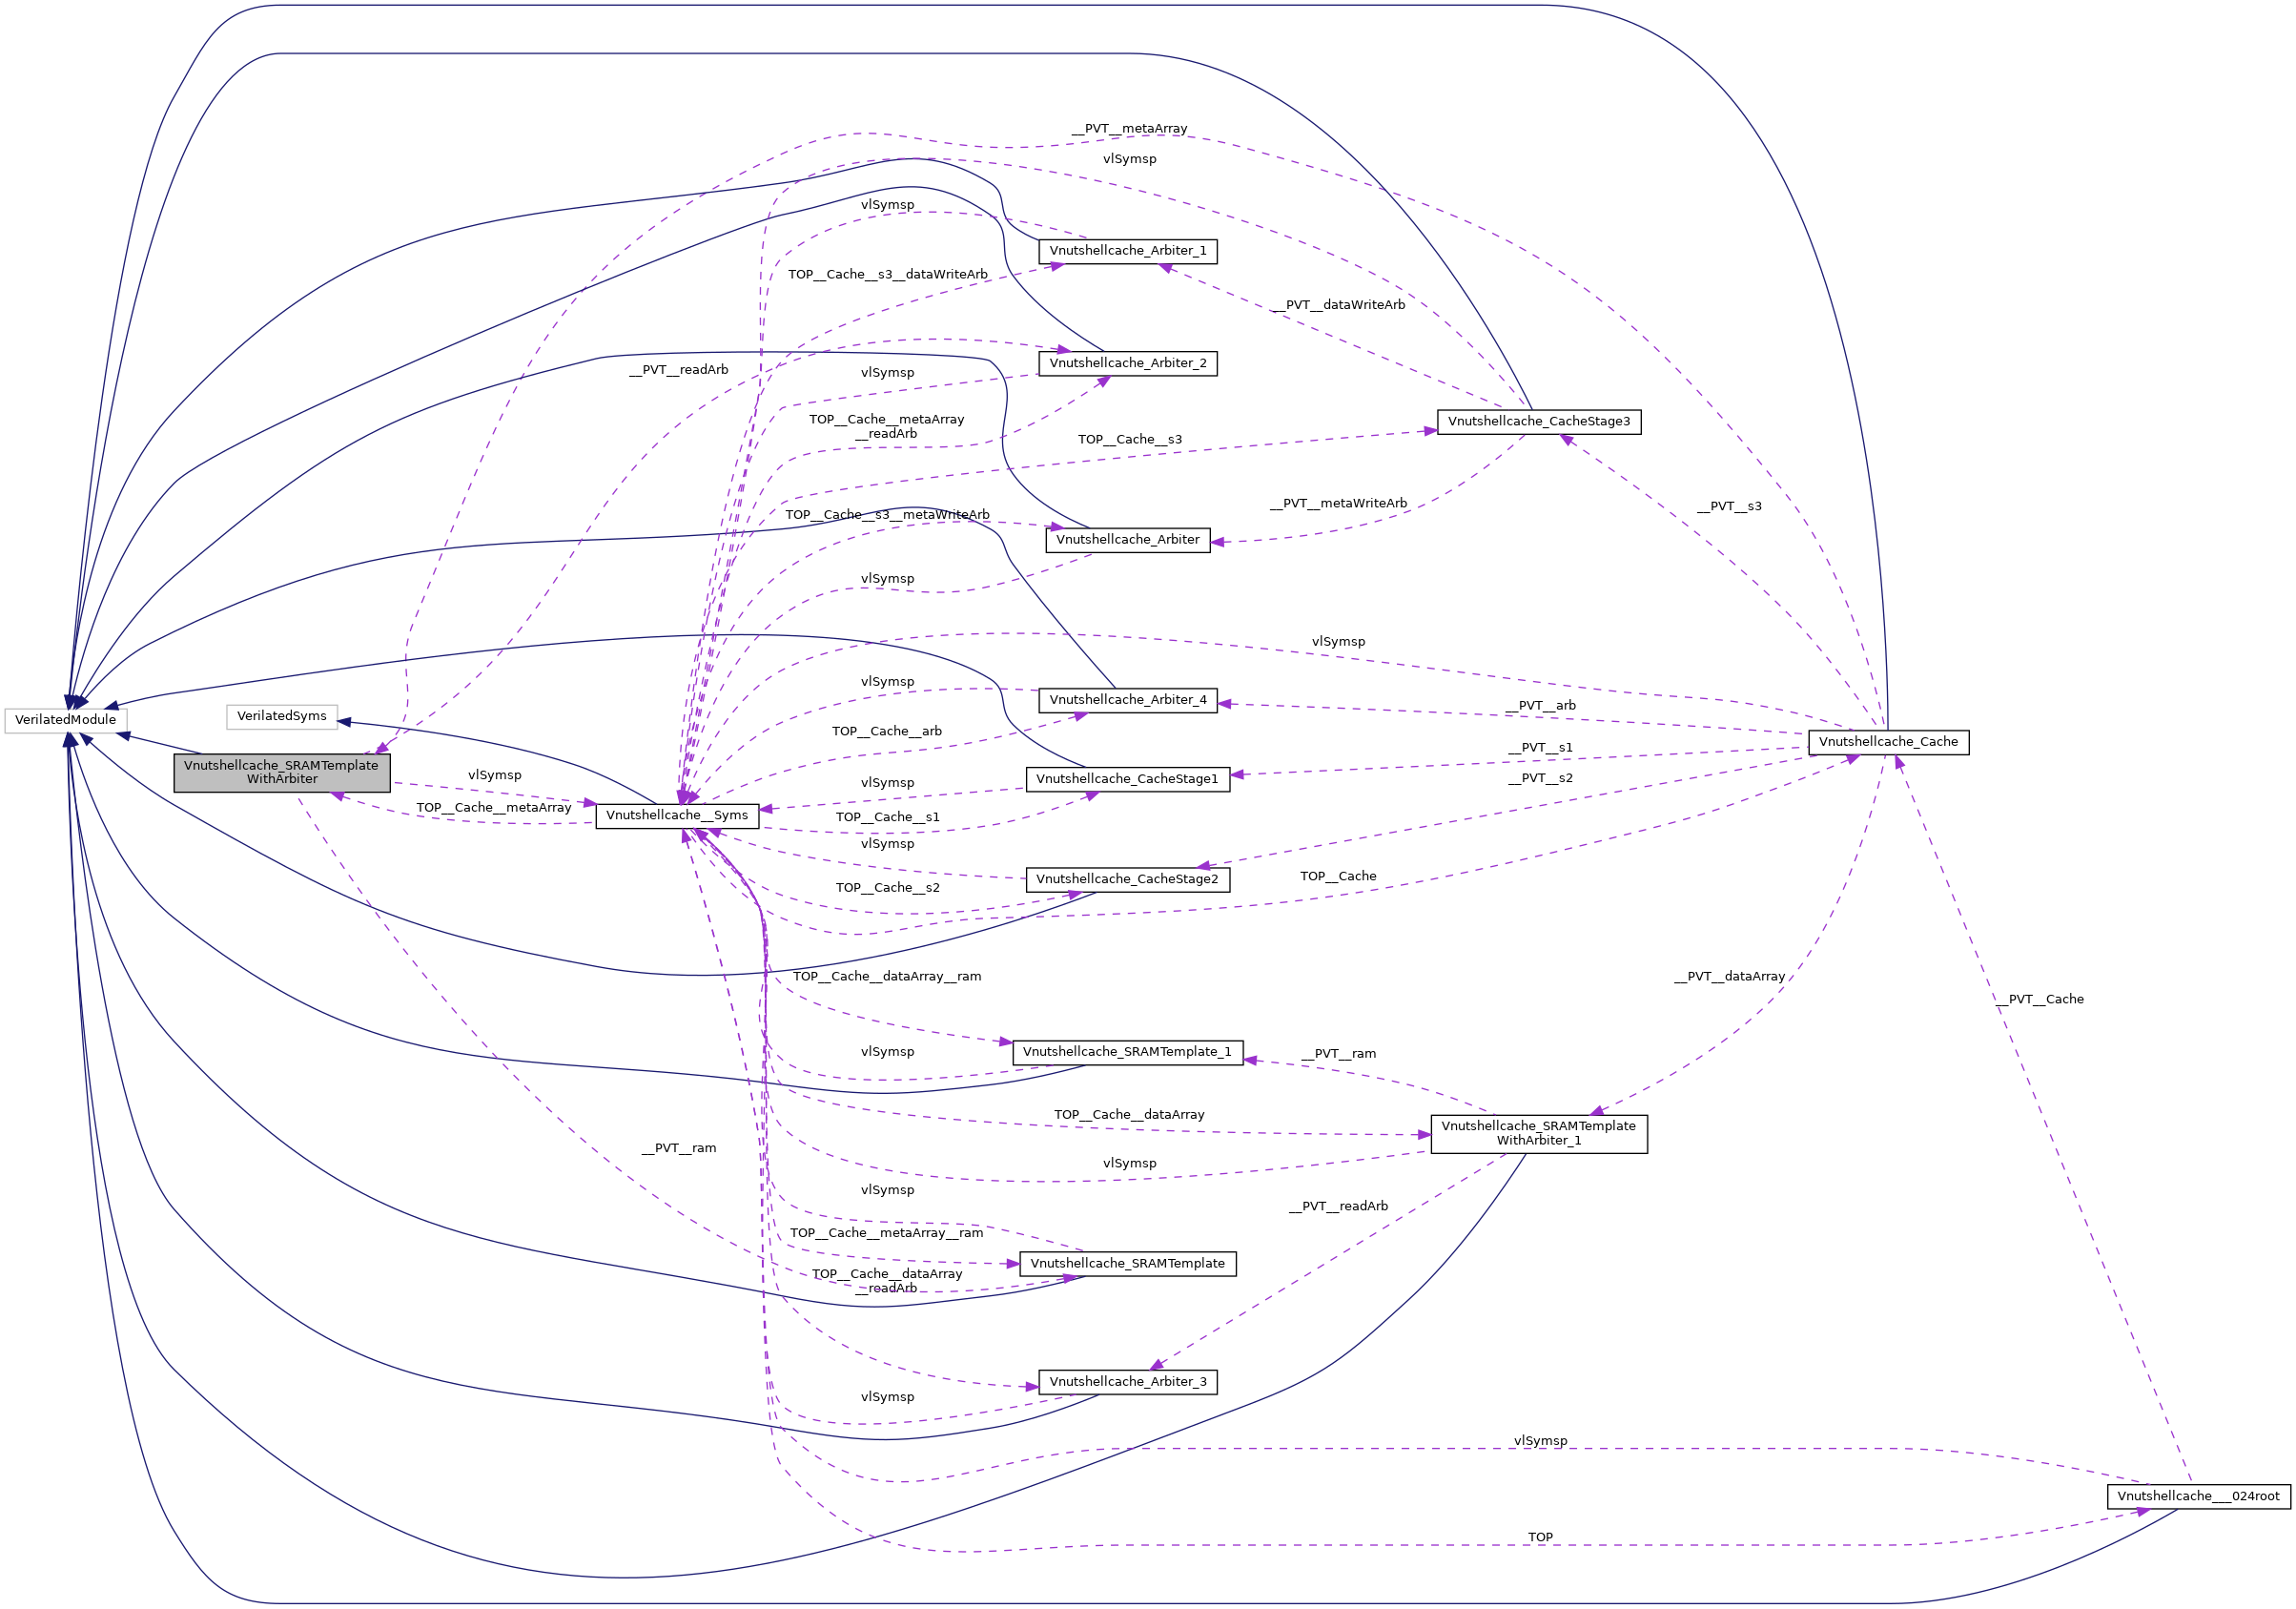 __PVT__metaArray
vlSymsp
vlSymsp
Vnutshellcache_Arbiter_1
TOP__Cache__s3__dataWriteArb
__PVT__dataWriteArb
Vnutshellcache_Arbiter_2
__PVT__readArb
vlSymsp
TOP__Cache__metaArray
__readArb
Vnutshellcache_CacheStage3
TOP__Cache__s3
__PVT__metaWriteArb
__PVT__s3
TOP__Cache__s3__metaWriteArb
Vnutshellcache_Arbiter
vlSymsp
vlSymsp
vlSymsp
Vnutshellcache_Arbiter_4
__PVT__arb
VerilatedModule
VerilatedSyms
TOP__Cache__arb
Vnutshellcache_Cache
__PVT__s1
Vnutshellcache_SRAMTemplate
WithArbiter
vlSymsp
vlSymsp
Vnutshellcache_CacheStage1
__PVT__s2
TOP__Cache__metaArray
Vnutshellcache__Syms
TOP__Cache__s1
vlSymsp
Vnutshellcache_CacheStage2
TOP__Cache
TOP__Cache__s2
TOP__Cache__dataArray__ram
__PVT__dataArray
__PVT__Cache
vlSymsp
Vnutshellcache_SRAMTemplate_1
__PVT__ram
TOP__Cache__dataArray
Vnutshellcache_SRAMTemplate
WithArbiter_1
__PVT__ram
vlSymsp
vlSymsp
__PVT__readArb
TOP__Cache__metaArray__ram
Vnutshellcache_SRAMTemplate
TOP__Cache__dataArray
__readArb
Vnutshellcache_Arbiter_3
vlSymsp
vlSymsp
Vnutshellcache___024root
TOP